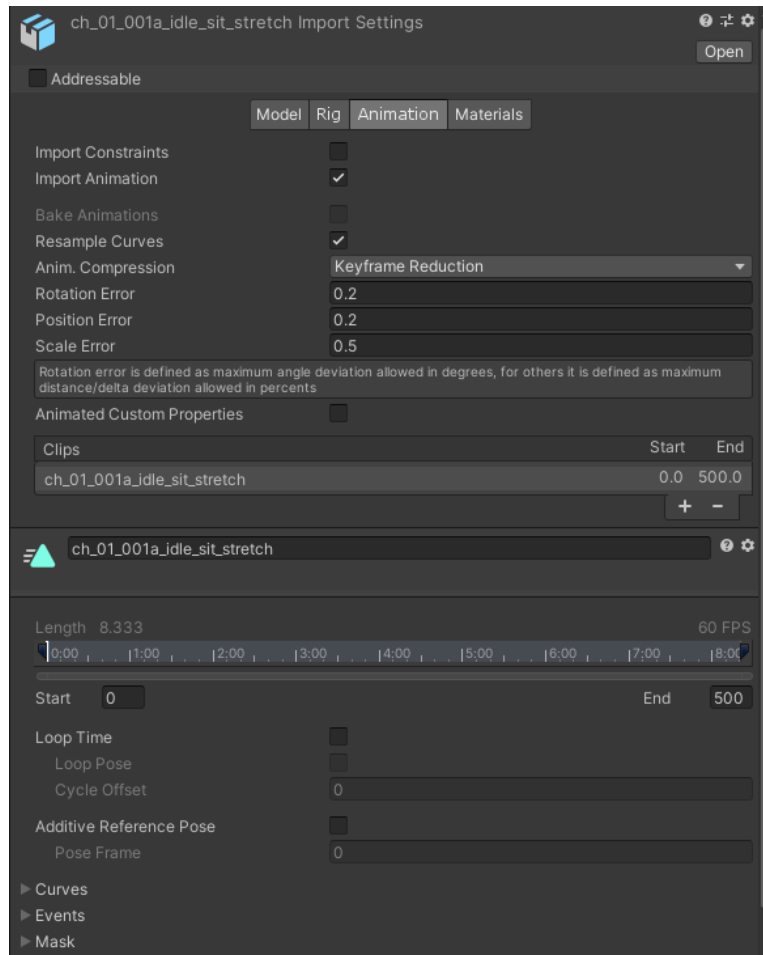 ch_01_001a_idle_sit_stretch Import Settings
Open
Addressable
Model Rig Animation Materials
Import Constraints
Import Animation
Bake Animations
Resample Curves
Anim. Compression Keyframe Reduction
Rotation Error 0.2
Position Error 0.2
Scale Error 0.5
Rotation error is defined as maximum angle deviation allowed in degrees, for others it is defined as maximum
distance/delta deviation allowed in percents
Animated Custom Properties
Clips Start End
ch_01_001a_idle_sit_stretch 0.0 500.0
+ -
ch_01_001a_idle_sit_stretch
Length 8.333 60 FPS
0:00 1:00 2:00 3:00 4:00 5:00 6:00 7:00 8:00
Start 0 End 500
Loop Time
Loop Pose
Cycle Offset 0
Additive Reference Pose
Pose Frame 0
Curves
Events
Mask